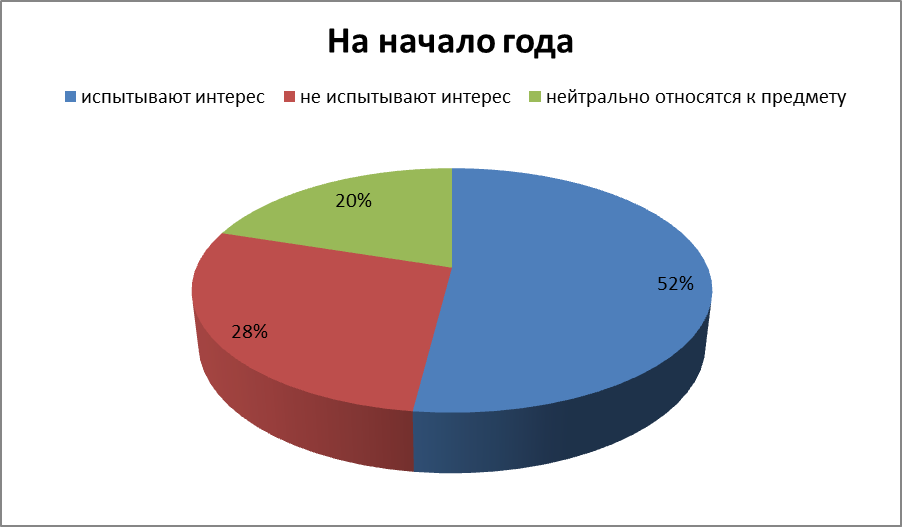 На начало года
испытывают интерес не испытывают интерес нейтрально относятся к предмету
20%
52%
28%